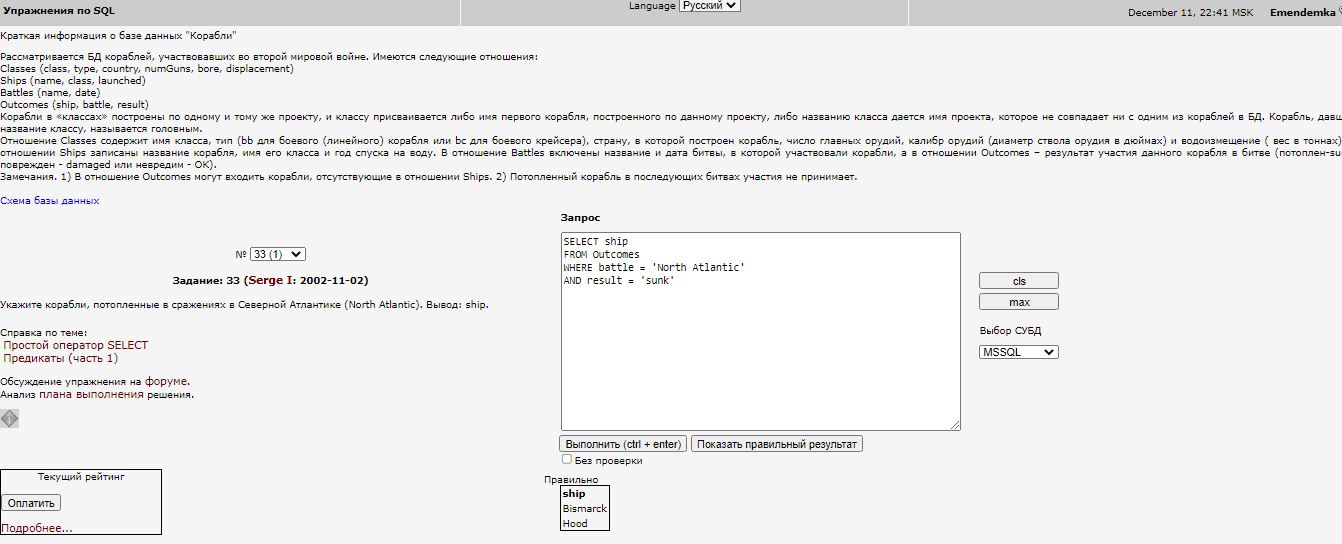 Упражнения по SQL
Language Русский
December 11, 22:41 MSK Emendemka
Краткая информация о базе данных "Корабли"
Рассматривается БД кораблей, участвовавших во второй мировой войне. Имеются следующие отношения:
Classes (class, type, country, numGuns, bore, displacement)
Ships (name, class, launched)
Battles (name, date)
Outcomes (ship, battle, result)
Корабли в «классах» построены по одному и тому же проекту, и классу присваивается либо имя первого корабля, построенного по данному проекту, либо названию класса дается имя проекта, которое не совпадает ни с одним из кораблей в БД. Корабль, давш
название классу, называется головным.
Отношение Classes содержит имя класса, тип (bb для боевого (линейного) корабля или bc для боевого крейсера), страну, в которой построен корабль, число главных орудий, калибр орудий (диаметр ствола орудия в дюймах) и водоизмещение ( вес в тоннах)
отношении Ships записаны название корабля, имя его класса и год спуска на воду. В отношение Battles включены название и дата битвы, в которой участвовали корабли, а в отношении Outcomes – результат участия данного корабля в битве (потоплен-su
поврежден - damaged или невредим - OK).
Замечания. 1) В отношение Outcomes могут входить корабли, отсутствующие в отношении Ships. 2) Потопленный корабль в последующих битвах участия не принимает.
Схема базы данных
Запрос
№ 33 (1)
Задание: 33 (Serge I: 2002-11-02)
Укажите корабли, потопленные в сражениях в Северной Атлантике (North Atlantic). Вывод: ship.
Справка по теме:
Простой оператор SELECT
Предикаты (часть 1)
Обсуждение упражнения на форуме.
Анализ плана выполнения решения.
SELECT ship
FROM Outcomes
WHERE battle = 'North Atlantic'
AND result = 'sunk'
cls
max
Выбор СУБД
MSSQL
Выполнить (ctrl + enter) Показать правильный результат
Без проверки
Текущий рейтинг
Оплатить
Подробнее...
Правильно
ship
Bismarck
Hood